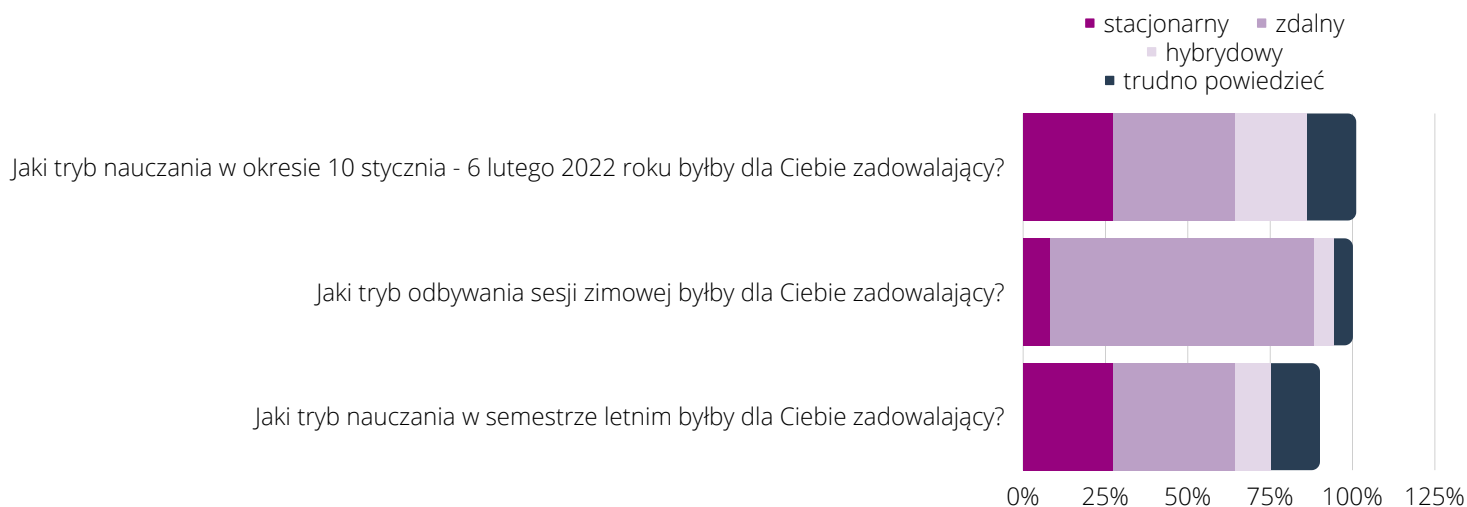 stacjonarny zdalny
hybrydowy
trudno powiedzieć
Jaki tryb nauczania w okresie 10 stycznia - 6 lutego 2022 roku byłby dla Ciebie zadowalający?
Jaki tryb odbywania sesji zimowej byłby dla Ciebie zadowalający?
Jaki tryb nauczania w semestrze letnim byłby dla Ciebie zadowalający?
0% 25% 50% 75% 100% 125%